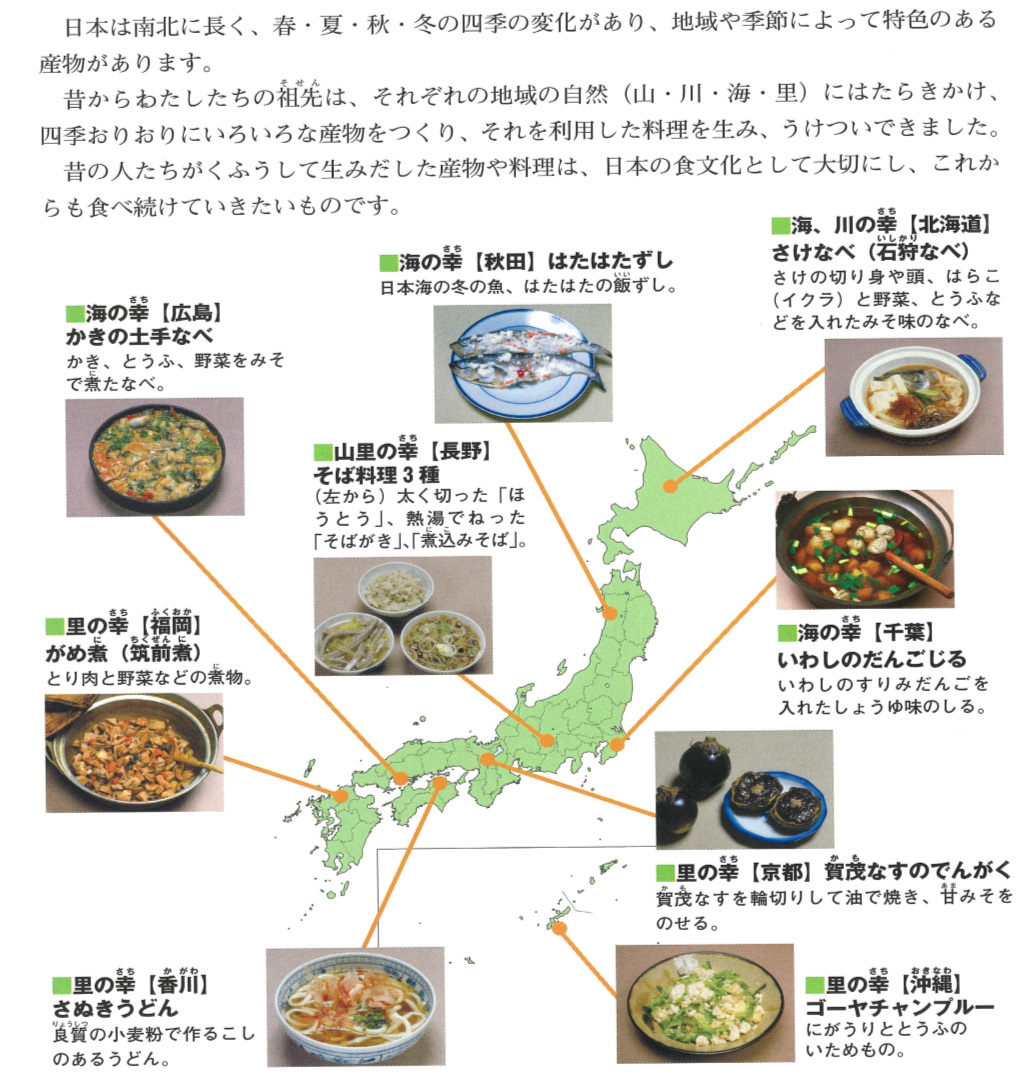 日本は南北に長く、春・夏・秋・冬の四季の変化があり、地域や季節によって特色のある
産物があります。
昔からわたしたちの祖先は、それぞれの地域の自然（山・川・海・里）にはたらきかけ、
四季おりおりにいろいろな産物をつくり、それを利用した料理を生み、うけついできました。
昔の人たちがくふうして生みだした産物や料理は、日本の食文化として大切にし、これか
らも食べ続けていきたいものです。
■海、川の幸【北海道】
さけなべ（石狩なべ）
さけの切り身や頭、はらこ
（イクラ）と野菜、とうふな
どを入れたみそ味のなべ。
■海の幸【秋田】はたはたずし
日本海の冬の魚、はたはたの飯ずし。
■海の幸【広島】
かきの土手なべ
かき、とうふ、野菜をみそ
で煮たなべ。
■山里の幸【長野】
そば料理3種
（左から）太く切った「ほ
うとう」、熱湯でねった
「そばがき」、「煮込みそば」。
■里の幸【福岡】
がめ煮（筑前煮）
とり肉と野菜などの煮物。
■海の幸【千葉】
いわしのだんごじる
いわしのすりみだんごを
入れたしょうゆ味のしる。
■里の幸【京都】賀茂なすのでんがく
賀茂なすを輪切りして油で焼き、甘みそを
のせる。
■里の幸【香川】
さぬきうどん
良質の小麦粉で作るこし
のあるうどん。
■里の幸【沖縄】
ゴーヤチャンプルー
にがうりととうふの
いためもの。